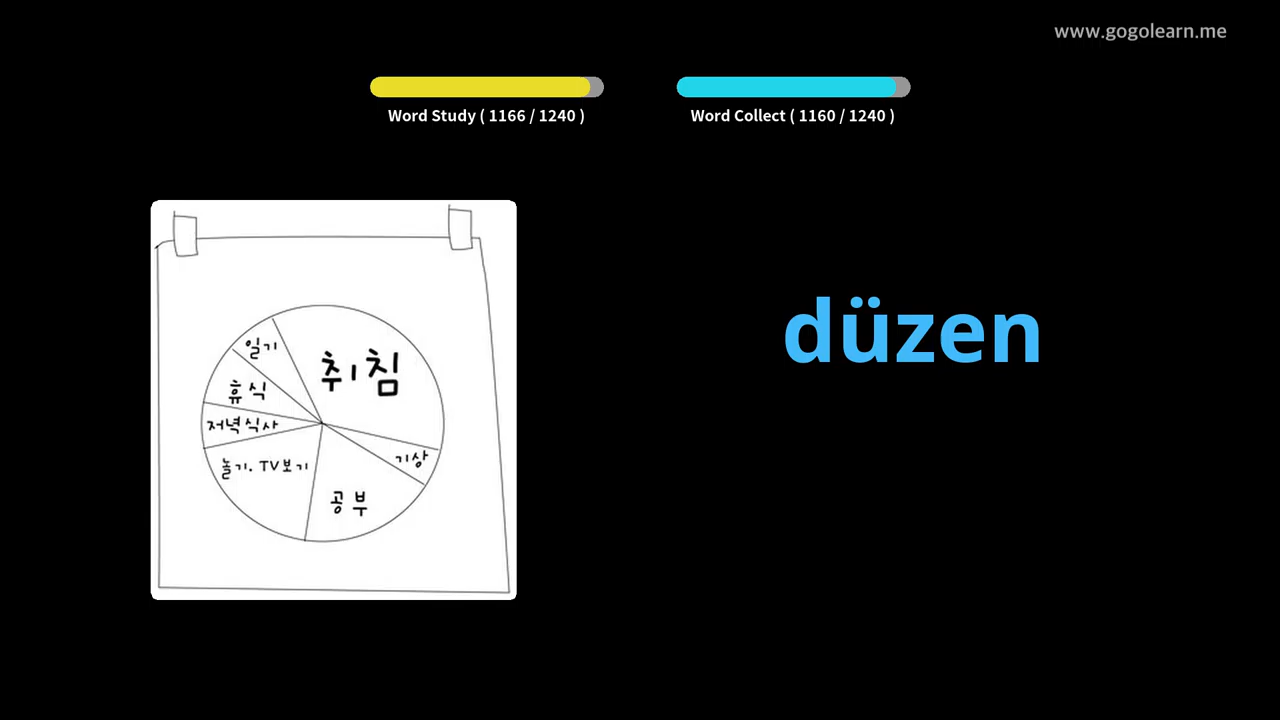 www.gogolearn.me
Word Study ( 1166 / 1240 )
Word Collect ( 1160 / 1240 )
일기
취침
휴식
저녁식사
놀기. TV보기
기상
공부
düzen